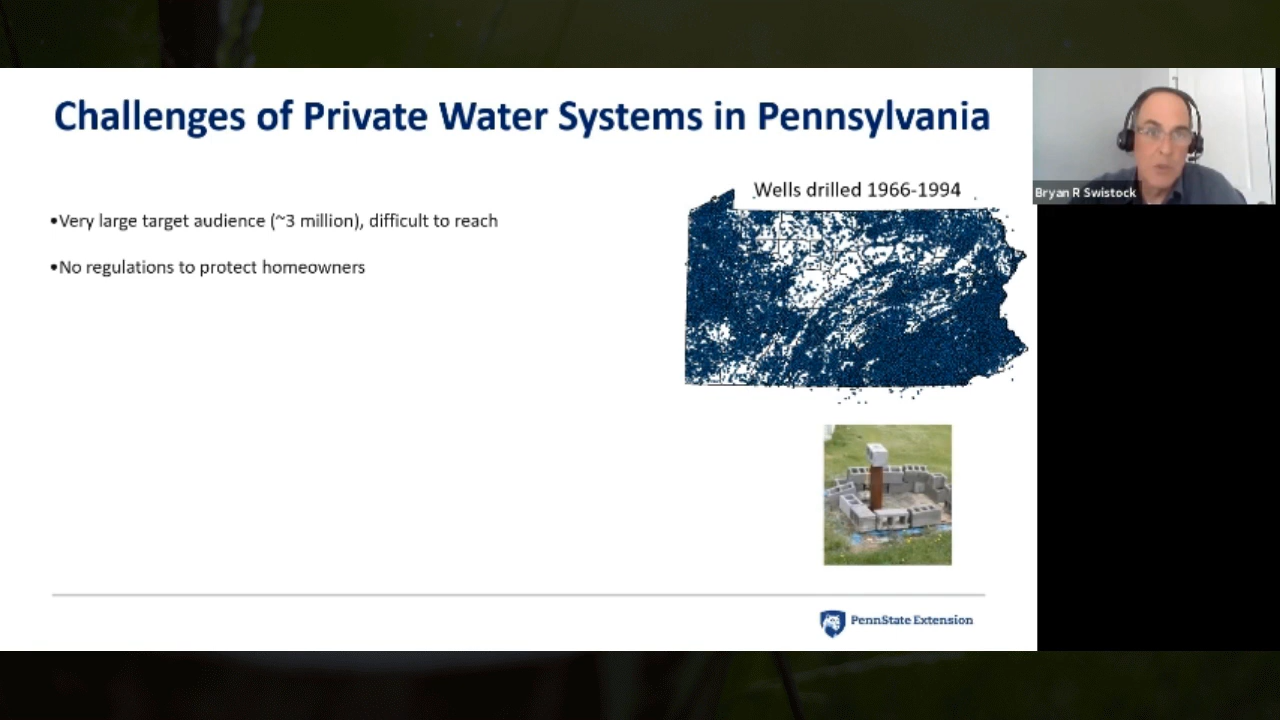 Challenges of Private Water Systems in Pennsylvania
Wells drilled 1966-1994
Bryan R Swistock
•Very large target audience (~3 million), difficult to reach
•No regulations to protect homeowners
PennState Extension